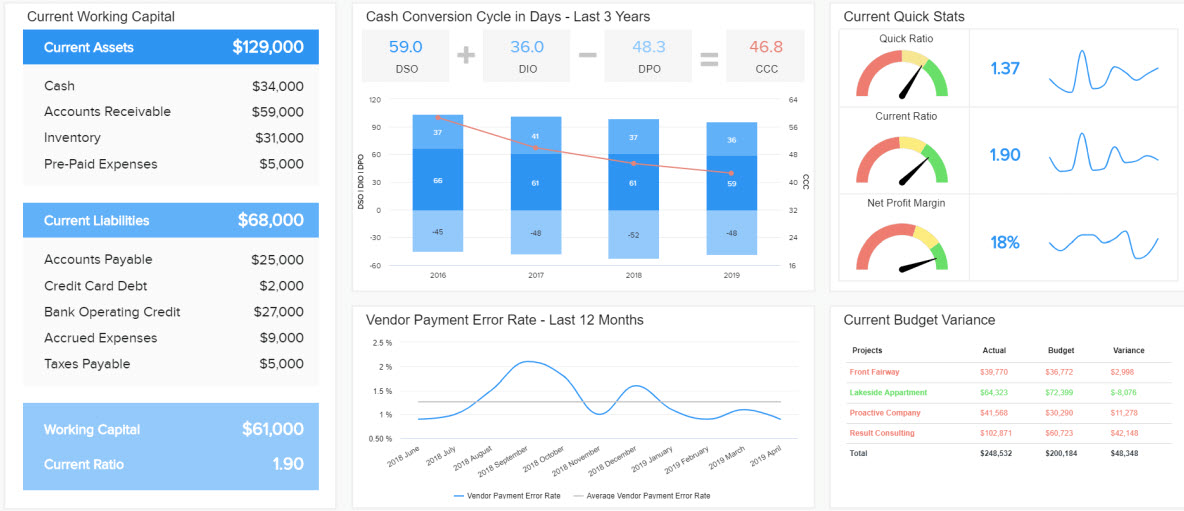 Current Working Capital
Current Assets $129,000
Cash $34,000
Accounts Receivable $59,000
Inventory $31,000
Pre-Paid Expenses $5,000
Current Liabilities $68,000
Accounts Payable $25,000
Credit Card Debt $2,000
Bank Operating Credit $27,000
Accrued Expenses $9,000
Taxes Payable $5,000
Working Capital $61,000
Current Ratio 1.90
Cash Conversion Cycle in Days - Last 3 Years
59.0 + 36.0 − 48.3 = 46.8
DSO DIO DPO CCC
DSO | DIO | DPO
120
90
60
30
0
-30
-60
37 41 37 36
66 61 61 59
-45 -48 -52 -48
64
56
48
40
32
24
16
CCC
2016 2017 2018 2019
Vendor Payment Error Rate - Last 12 Months
2.5 %
2 %
1.5 %
1 %
0.50 %
2018 June
2018 July
2018 August
2018 September
2018 October
2018 November
2018 December
2019 January
2019 February
2019 March
2019 April
Vendor Payment Error Rate
Average Vendor Payment Error Rate
Current Quick Stats
Quick Ratio
1.37
Current Ratio
1.90
Net Profit Margin
18%
Current Budget Variance
Projects Actual Budget Variance
Front Fairway $39,770 $36,772 $2,998
Lakeside Appartment $64,323 $72,399 $-8,076
Proactive Company $41,568 $30,290 $11,278
Result Consulting $102,871 $60,723 $42,148
Total $248,532 $200,184 $48,348